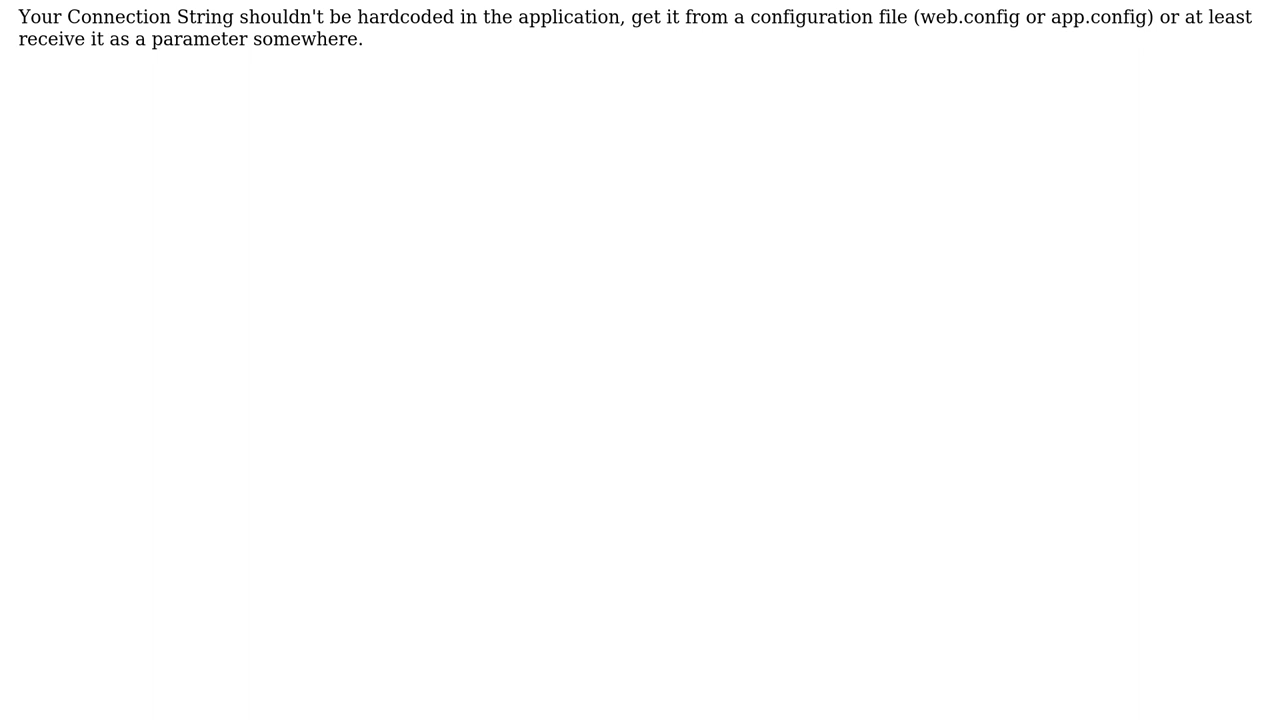 Your Connection String shouldn't be hardcoded in the application, get it from a configuration file (web.config or app.config) or at least
receive it as a parameter somewhere.